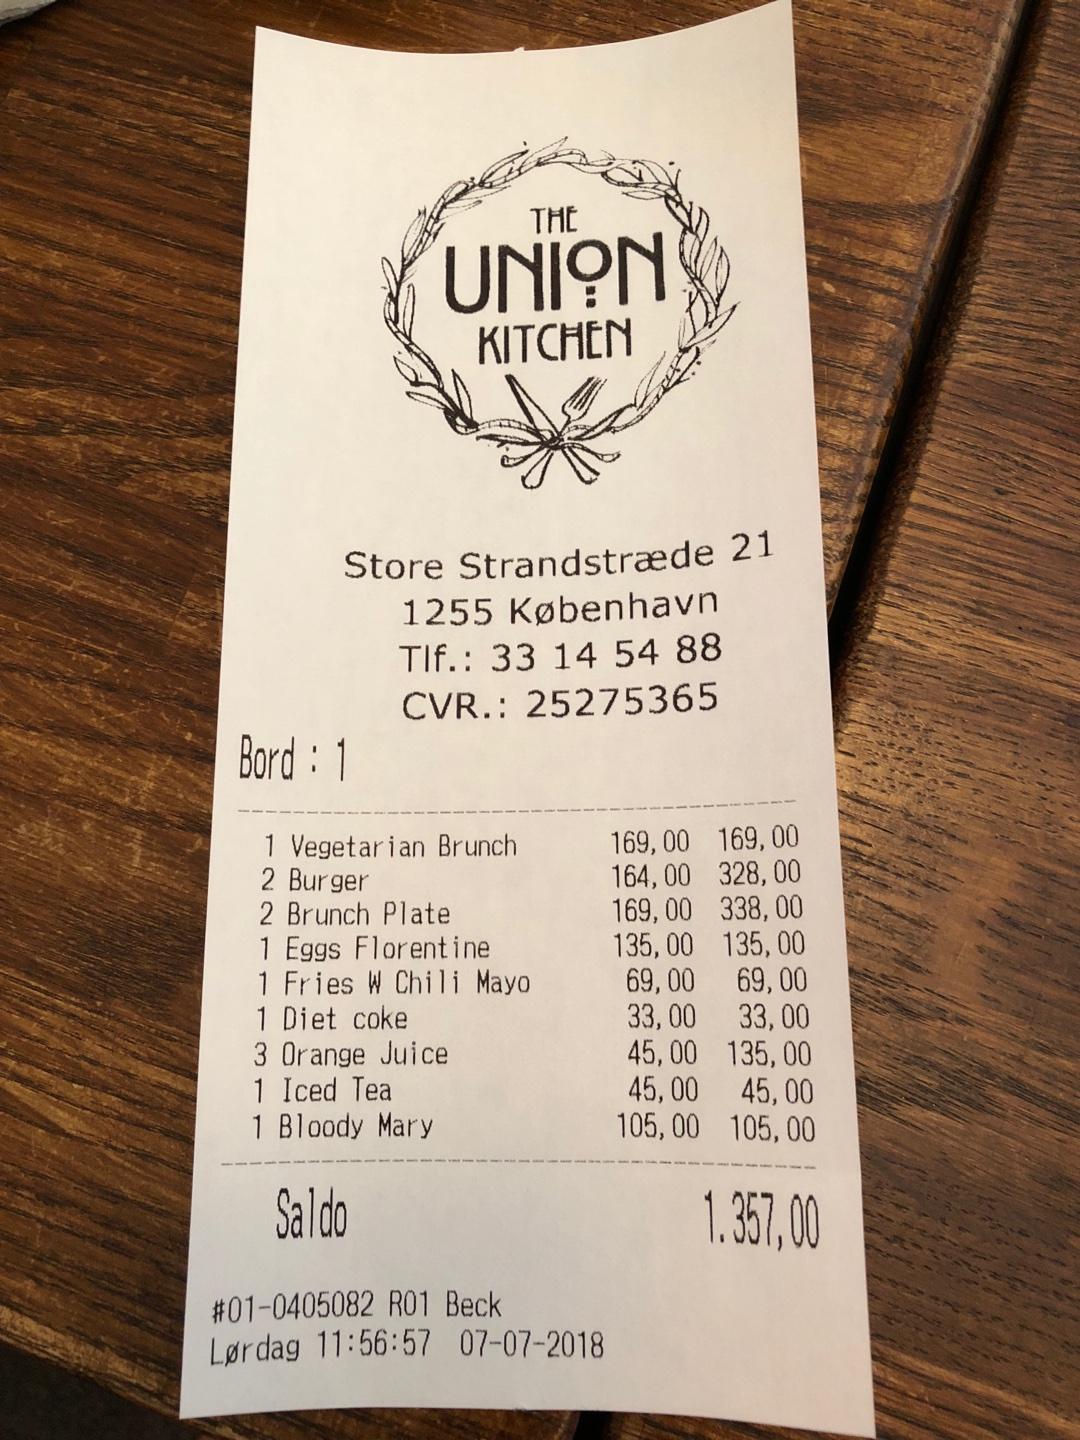 THE
UNION
KITCHEN
Store Strandstræde 21
1255 København
Tlf.: 33 14 54 88
CVR.: 25275365
Bord : 1
1 Vegetarian Brunch 169,00 169,00
2 Burger 164,00 328,00
2 Brunch Plate 169,00 338,00
1 Eggs Florentine 135,00 135,00
1 Fries W Chili Mayo 69,00 69,00
1 Diet coke 33,00 33,00
3 Orange Juice 45,00 135,00
1 Iced Tea 45,00 45,00
1 Bloody Mary 105,00 105,00
Saldo 1.357,00
#01-0405082 R01 Beck
Lørdag 11:56:57 07-07-2018